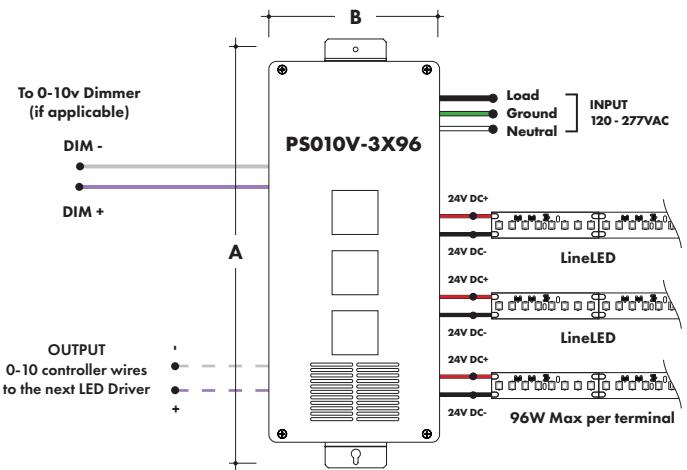 B
To 0-10v Dimmer
(if applicable)
DIM -
DIM +
A
PS010V-3X96
Load
Ground
Neutral
INPUT
120 - 277VAC
24V DC+
24V DC-
LineLED
24V DC+
24V DC-
LineLED
24V DC+
24V DC-
96W Max per terminal
OUTPUT
0-10 controller wires
to the next LED Driver
-
+